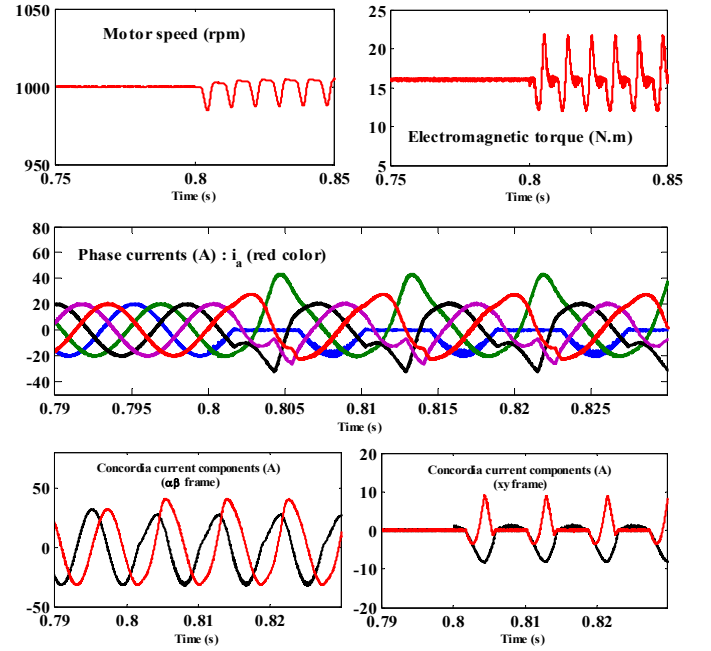 1050
Motor speed (rpm)
1000
950
0.75 0.8 0.85
Time (s)
25
20
15
10
5
Electromagnetic torque (N.m)
0.75 0.8 0.85
Time (s)
80
60
40
20
0
-20
-40
Phase currents (A) : i_a (red color)
0.79 0.795 0.8 0.805 0.81 0.815 0.82 0.825
Time (s)
50
0
-50
Concordia current components (A)
(αβ frame)
0.79 0.8 0.81 0.82
Time (s)
20
10
0
-10
-20
Concordia current components (A)
(xy frame)
0.79 0.8 0.81 0.82
Time (s)